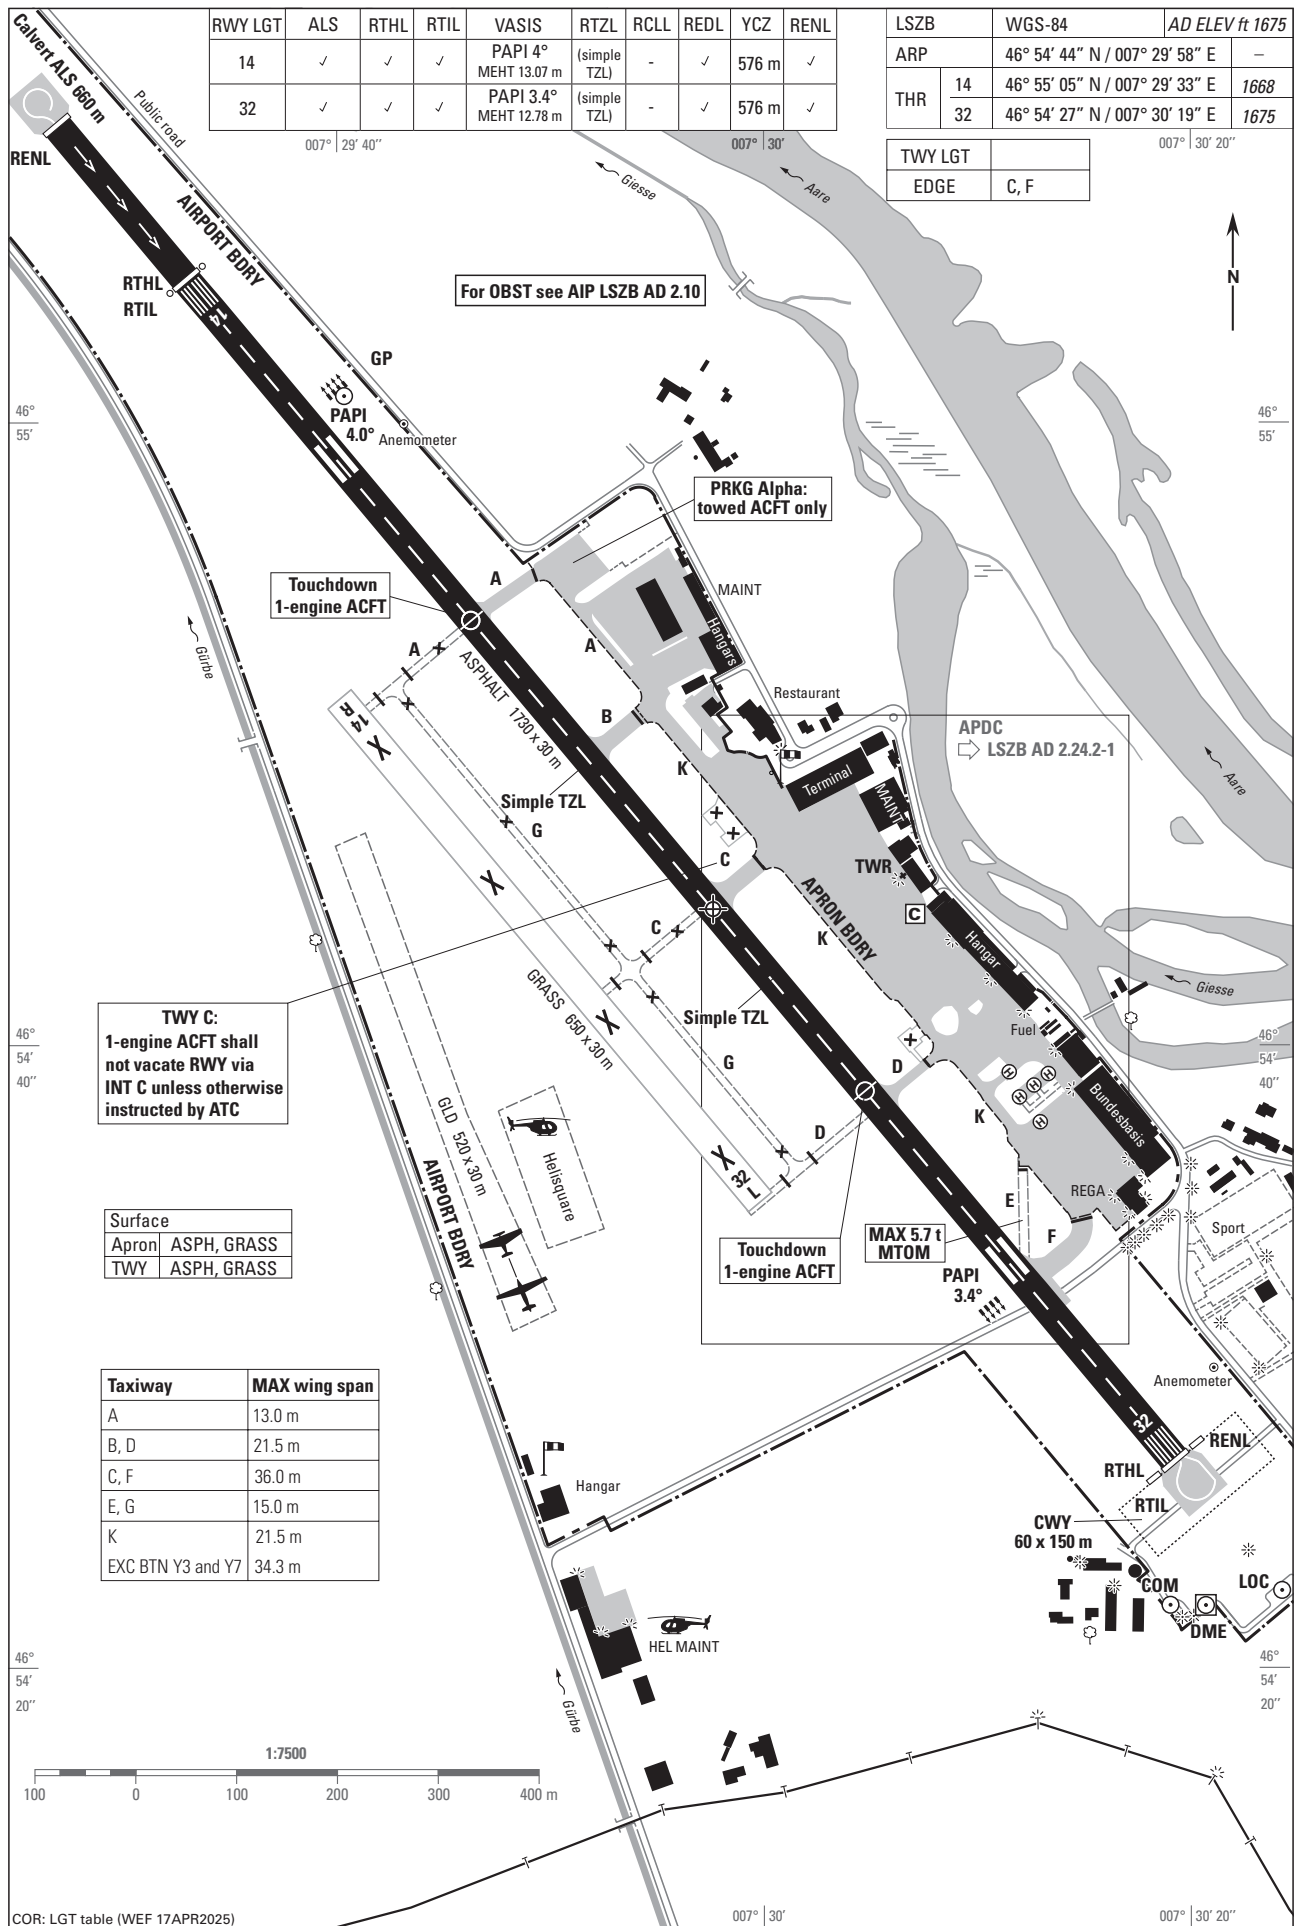 RWY LGT ALS RTHL RTIL VASIS RTZL RCLL REDL YCZ RENL
14 ✓ ✓ ✓ PAPI 4° MEHT 13.07 m (simple TZL) - ✓ 576 m ✓
32 ✓ ✓ ✓ PAPI 3.4° MEHT 12.78 m (simple TZL) - ✓ 576 m ✓
LSZB WGS-84 AD ELEV ft 1675
ARP 46° 54′ 44″ N / 007° 29′ 58″ E –
THR 14 46° 55′ 05″ N / 007° 29′ 33″ E 1668
32 46° 54′ 27″ N / 007° 30′ 19″ E 1675
TWY LGT
EDGE C, F
007° 29′ 40″
007° 30′
007° 30′ 20″
Calvert ALS 660 m
Public road
RENL
AIRPORT BDRY
Giesse
Aare
N
RTHL
RTIL
14
For OBST see AIP LSZB AD 2.10
GP
PAPI
4.0°
Anemometer
46°
55′
46°
55′
PRKG Alpha:
towed ACFT only
A
Touchdown
1-engine ACFT
MAINT
Hangars
A
A
Gürbe
ASPHALT 1730 x 30 m
14
R
B
Restaurant
APDC
LSZB AD 2.24.2-1
K
Terminal
MAINT
Aare
Simple TZL
G
C
TWR
C
C
APRON BDRY
K
Hangar
GRASS 650 x 30 m
Giesse
Simple TZL
Fuel
TWY C:
1-engine ACFT shall
not vacate RWY via
INT C unless otherwise
instructed by ATC
46°
54′
40″
46°
54′
40″
G
D
H
H
H
H
H
K
Bundesbasis
GLD 520 x 30 m
Helisquare
D
AIRPORT BDRY
32
L
REGA
E
F
Sport
Surface
Apron ASPH, GRASS
TWY ASPH, GRASS
MAX 5.7 t
MTOM
Touchdown
1-engine ACFT
PAPI
3.4°
Anemometer
Taxiway MAX wing span
A 13.0 m
B, D 21.5 m
C, F 36.0 m
E, G 15.0 m
K 21.5 m
EXC BTN Y3 and Y7 34.3 m
32
RENL
RTHL
RTIL
Hangar
CWY
60 x 150 m
COM
LOC
DME
HEL MAINT
46°
54′
20″
46°
54′
20″
Gürbe
1:7500
100 0 100 200 300 400 m
007° 30′
007° 30′ 20″
COR: LGT table (WEF 17APR2025)